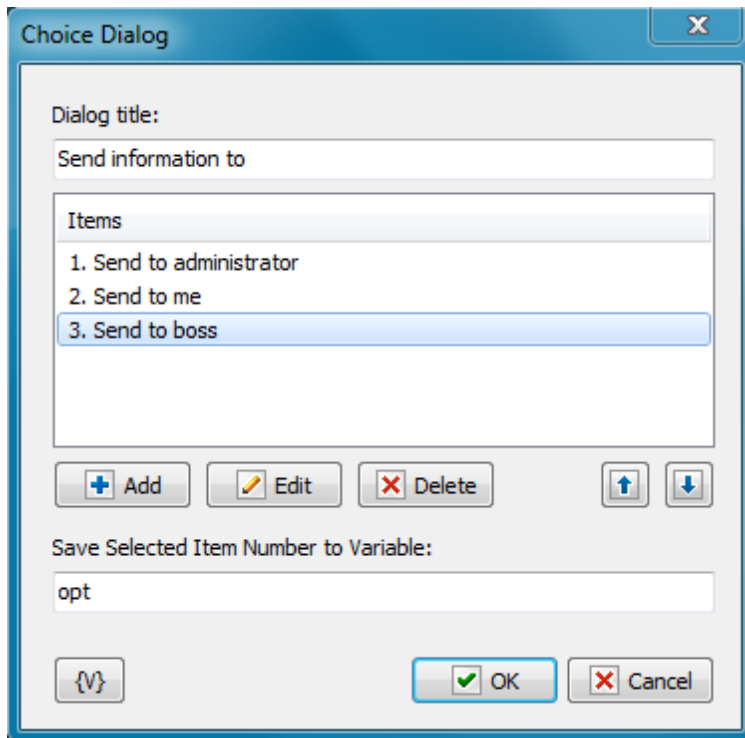 Choice Dialog
Dialog title:
Send information to
Items
1. Send to administrator
2. Send to me
3. Send to boss
Add Edit Delete
Save Selected Item Number to Variable:
opt
{V} OK Cancel